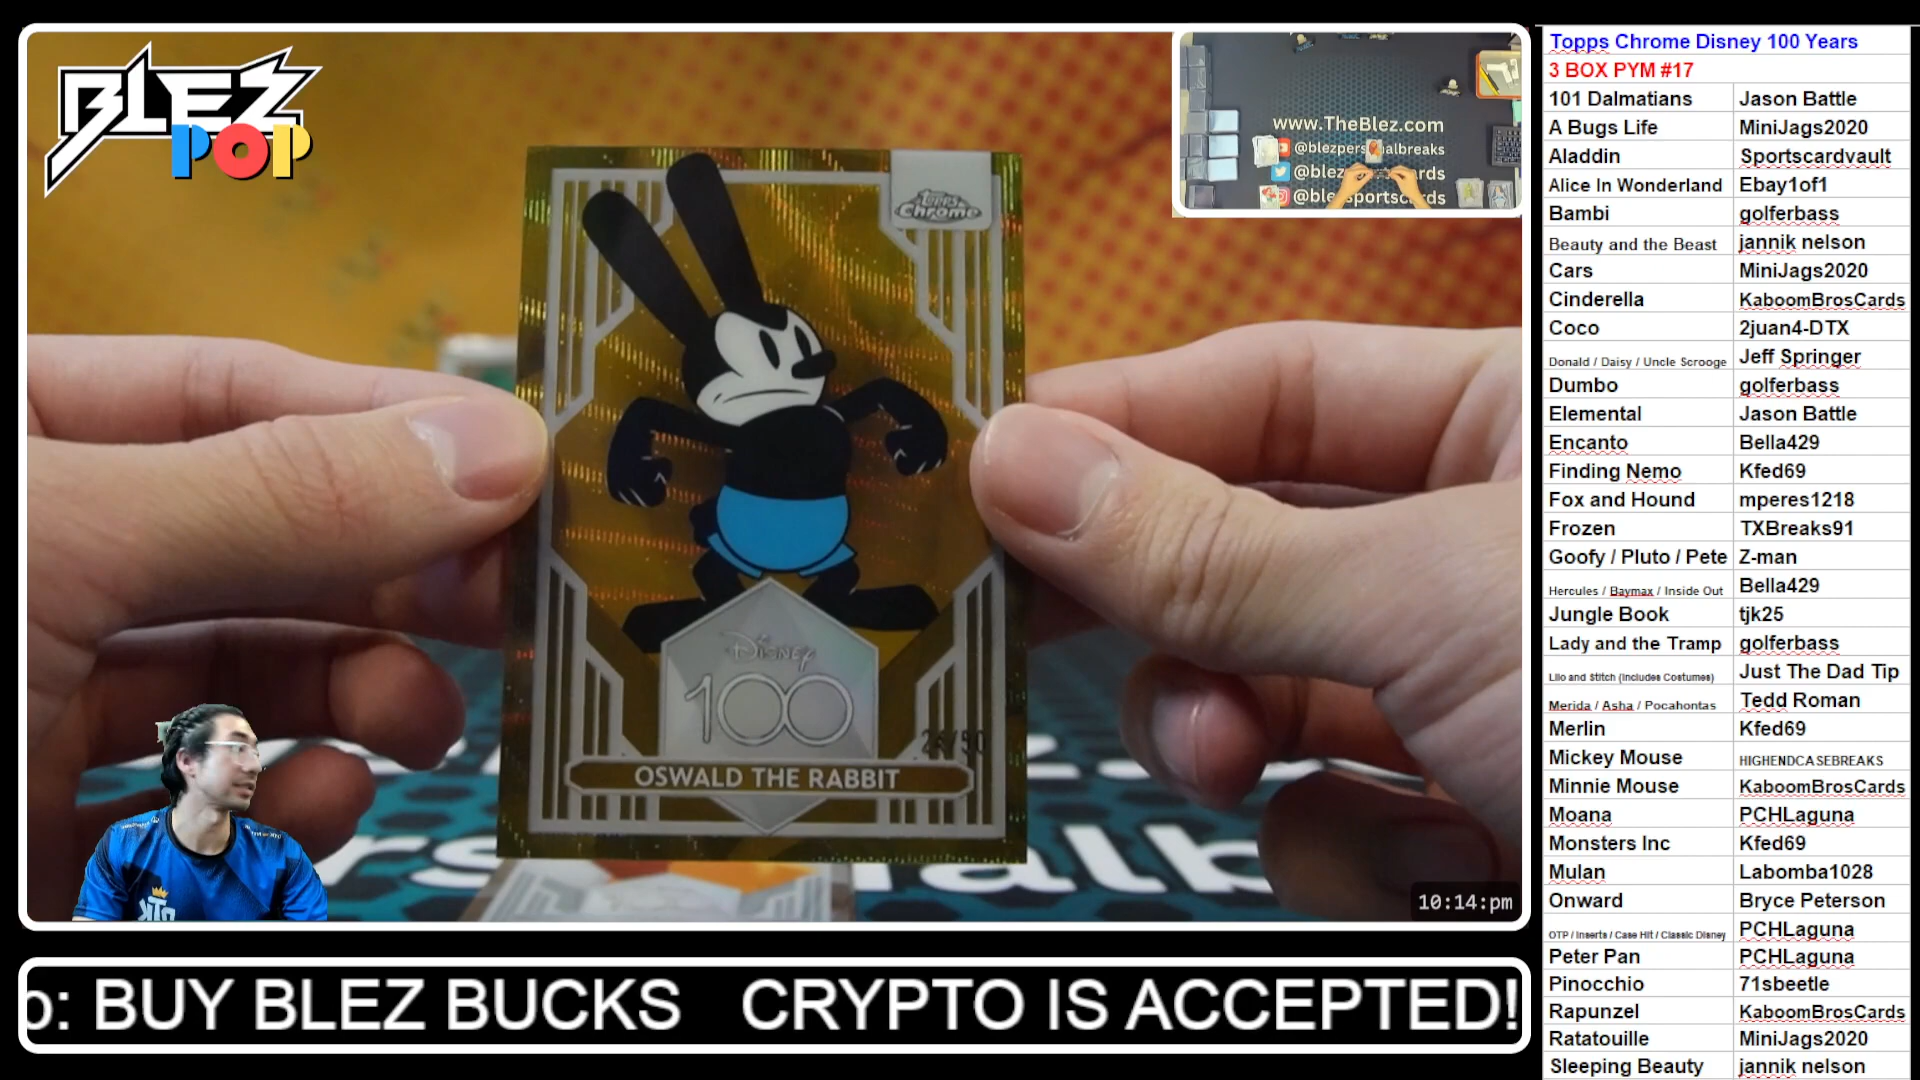 BLEZ
POP
Topps
Chrome
Disney
100
OSWALD THE RABBIT
www.TheBlez.com
10:14:pm
BUY BLEZ BUCKS CRYPTO IS ACCEPTED!
Topps Chrome Disney 100 Years
3 BOX PYM #17
101 Dalmatians Jason Battle
A Bugs Life MiniJags2020
Aladdin Sportscardvault
Alice In Wonderland Ebay1of1
Bambi golferbass
Beauty and the Beast jannik nelson
Cars MiniJags2020
Cinderella KaboomBrosCards
Coco 2juan4-DTX
Donald / Daisy / Uncle Scrooge Jeff Springer
Dumbo golferbass
Elemental Jason Battle
Encanto Bella429
Finding Nemo Kfed69
Fox and Hound mperes1218
Frozen TXBreaks91
Goofy / Pluto / Pete Z-man
Hercules / Baymax / Inside Out Bella429
Jungle Book tjk25
Lady and the Tramp golferbass
Lilo and Stitch (Includes Costumes) Just The Dad Tip
Merida / Asha / Pocahontas Tedd Roman
Merlin Kfed69
Mickey Mouse HIGHENDCASEBREAKS
Minnie Mouse KaboomBrosCards
Moana PCHLaguna
Monsters Inc Kfed69
Mulan Labomba1028
Onward Bryce Peterson
OTP / Inserts / Case Hit / Classic Disney PCHLaguna
Peter Pan PCHLaguna
Pinocchio 71sbeetle
Rapunzel KaboomBrosCards
Ratatouille MiniJags2020
Sleeping Beauty jannik nelson